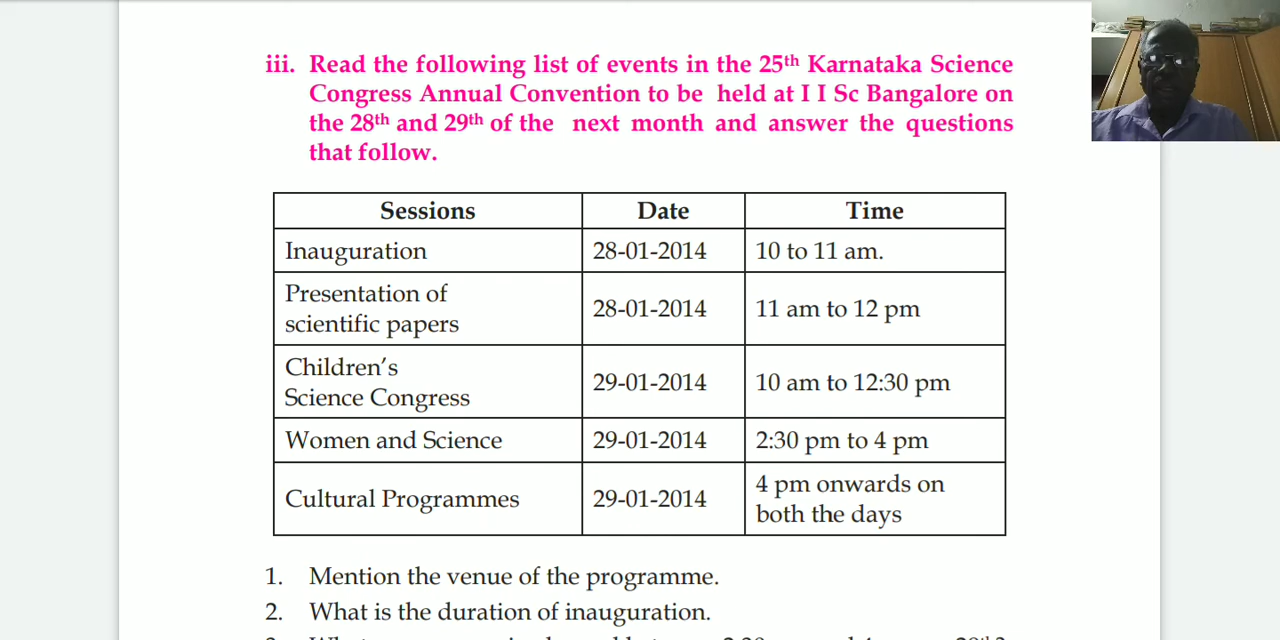 iii. Read the following list of events in the 25th Karnataka Science
Congress Annual Convention to be held at I I Sc Bangalore on
the 28th and 29th of the next month and answer the questions
that follow.
Sessions Date Time
Inauguration 28-01-2014 10 to 11 am.
Presentation of
scientific papers 28-01-2014 11 am to 12 pm
Children's
Science Congress 29-01-2014 10 am to 12:30 pm
Women and Science 29-01-2014 2:30 pm to 4 pm
Cultural Programmes 29-01-2014 4 pm onwards on
both the days
1. Mention the venue of the programme.
2. What is the duration of inauguration.